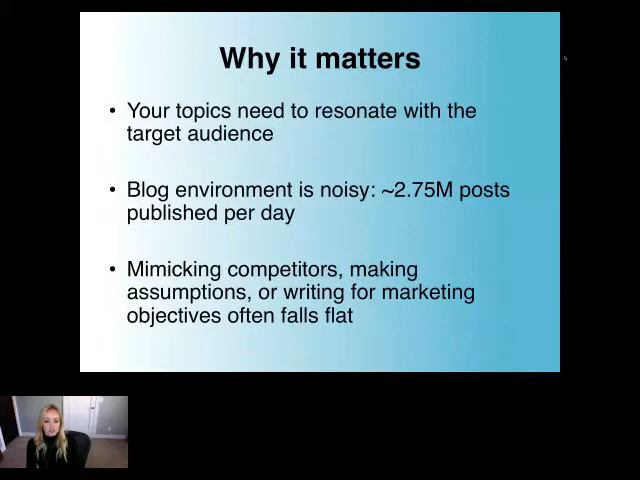 Why it matters
• Your topics need to resonate with the
target audience
• Blog environment is noisy: ~2.75M posts
published per day
• Mimicking competitors, making
assumptions, or writing for marketing
objectives often falls flat